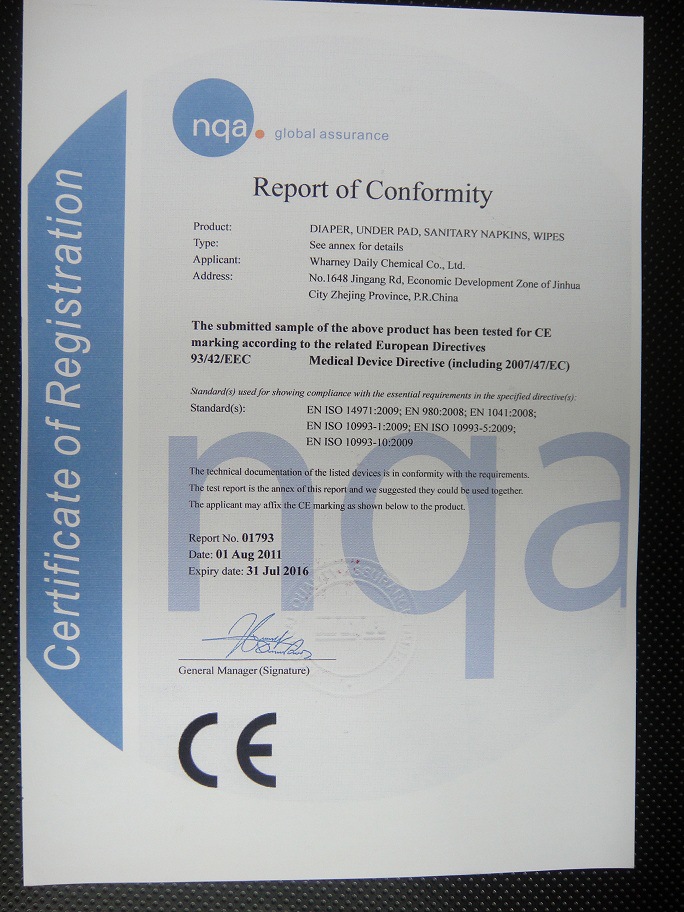 Certificate of Registration
nqa.
global assurance
Report of Conformity
Product: DIAPER, UNDER PAD, SANITARY NAPKINS, WIPES
Type: See annex for details
Applicant: Wharney Daily Chemical Co., Ltd.
Address: No.1648 Jingang Rd, Economic Development Zone of Jinhua
City Zhejing Province, P.R.China
The submitted sample of the above product has been tested for CE
marking according to the related European Directives
93/42/EEC Medical Device Directive (including 2007/47/EC)
Standard(s) used for showing compliance with the essential requirements in the specified directive(s):
Standard(s): EN ISO 14971:2009; EN 980:2008; EN 1041:2008;
EN ISO 10993-1:2009; EN ISO 10993-5:2009;
EN ISO 10993-10:2009
nqa
The technical documentation of the listed devices is in conformity with the requirements.
The test report is the annex of this report and we suggested they could be used together.
The applicant may affix the CE marking as shown below to the product.
Report No. 01793
Date: 01 Aug 2011
Expiry date: 31 Jul 2016
General Manager (Signature)
CE